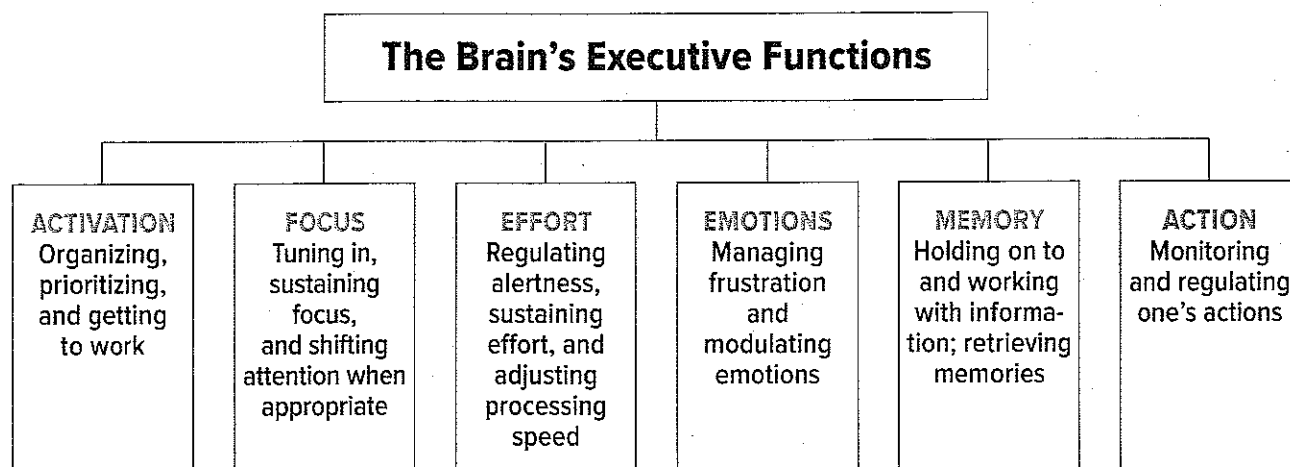 The Brain's Executive Functions
ACTIVATION
Organizing,
prioritizing,
and getting
to work
FOCUS
Tuning in,
sustaining
focus,
and shifting
attention when
appropriate
EFFORT
Regulating
alertness,
sustaining
effort, and
adjusting
processing
speed
EMOTIONS
Managing
frustration
and
modulating
emotions
MEMORY
Holding on to
and working
with informa-
tion; retrieving
memories
ACTION
Monitoring
and regulating
one's actions